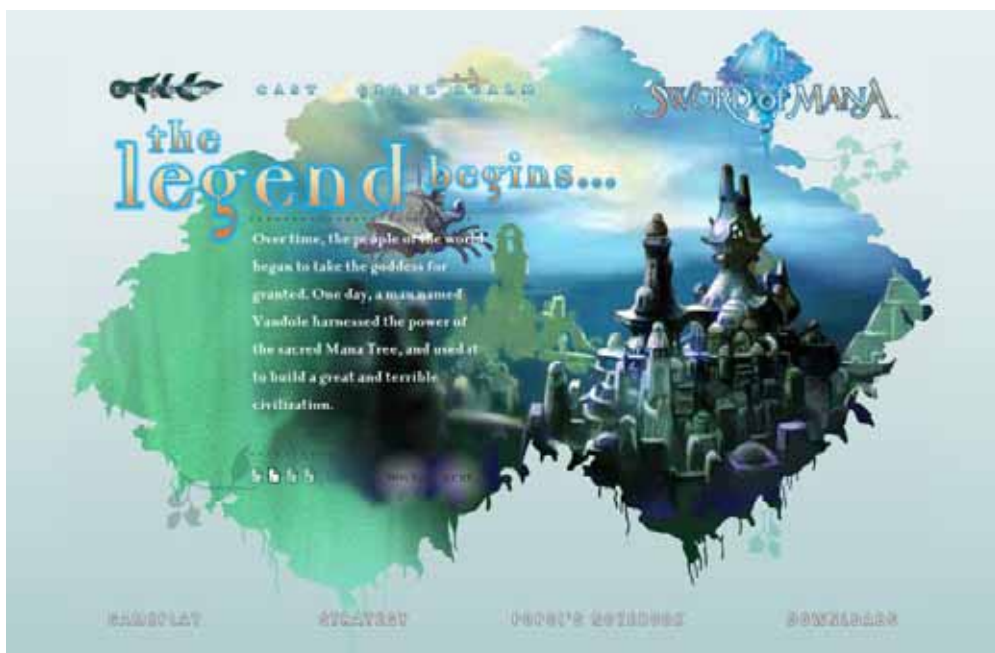 CAST GRAND REALM
SWORD of MANA
the
legend begins...
Over time, the people of the world
began to take the goddess for
granted. One day, a man named
Vandole harnessed the power of
the sacred Mana Tree, and used it
to build a great and terrible
civilization.
GAMEPLAY STRATEGY POPOI'S NOTEBOOK DOWNLOADS